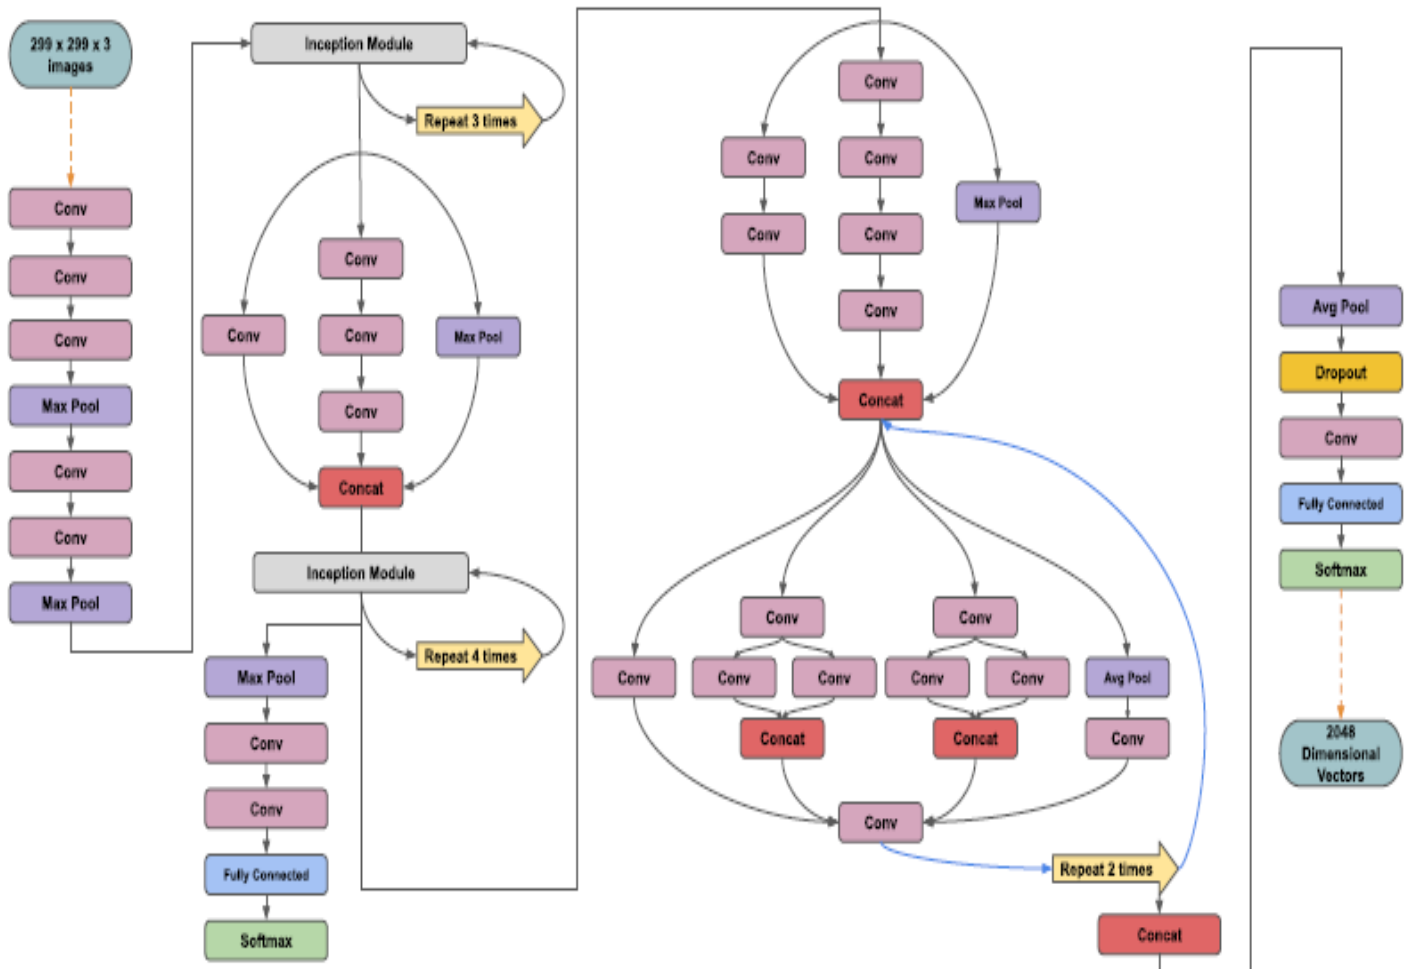 299 x 299 x 3
images
Conv
Conv
Conv
Max Pool
Conv
Conv
Max Pool
Inception Module
Repeat 3 times
Conv
Conv
Conv
Max Pool
Conv
Concat
Inception Module
Repeat 4 times
Max Pool
Conv
Conv
Fully Connected
Softmax
Conv
Conv
Conv
Max Pool
Conv
Conv
Conv
Concat
Conv
Conv
Conv
Conv
Conv
Conv
Conv
Avg Pool
Concat
Concat
Conv
Conv
Repeat 2 times
Concat
Avg Pool
Dropout
Conv
Fully Connected
Softmax
2048
Dimensional
Vectors